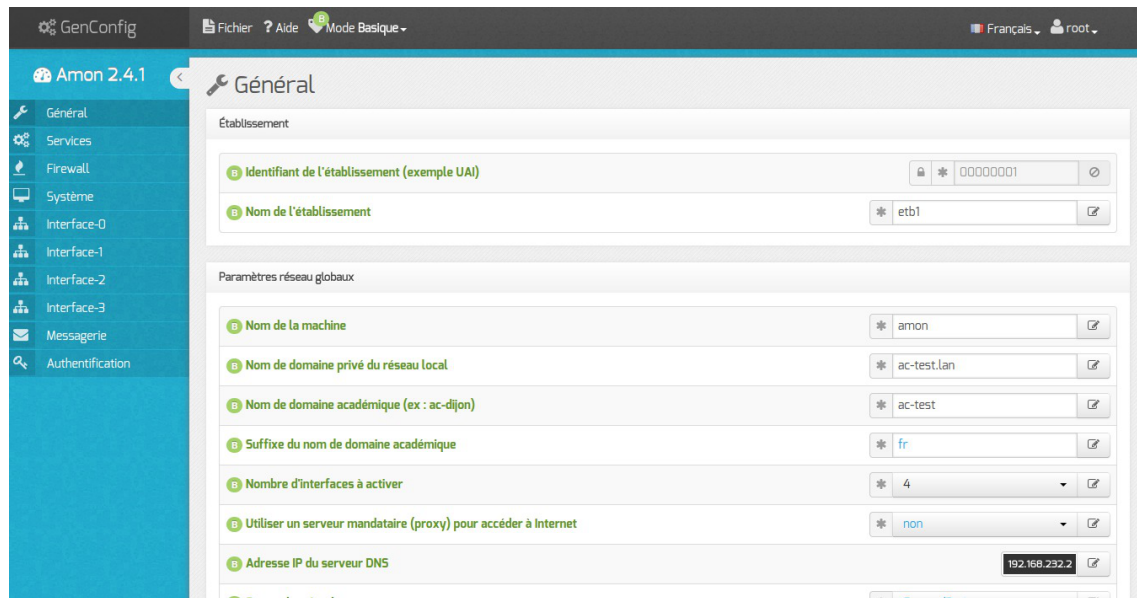 GenConfig
Fichier ? Aide B Mode Basique
Français root
Amon 2.4.1
Général
Services
Firewall
Système
Interface-0
Interface-1
Interface-2
Interface-3
Messagerie
Authentification
Général
Établissement
B Identifiant de l'établissement (exemple UAI) 00000001
B Nom de l'établissement etb1
Paramètres réseau globaux
B Nom de la machine amon
B Nom de domaine privé du réseau local ac-test.lan
B Nom de domaine académique (ex : ac-dijon) ac-test
B Suffixe du nom de domaine académique fr
B Nombre d'interfaces à activer 4
B Utiliser un serveur mandataire (proxy) pour accéder à Internet non
B Adresse IP du serveur DNS 192.168.232.2